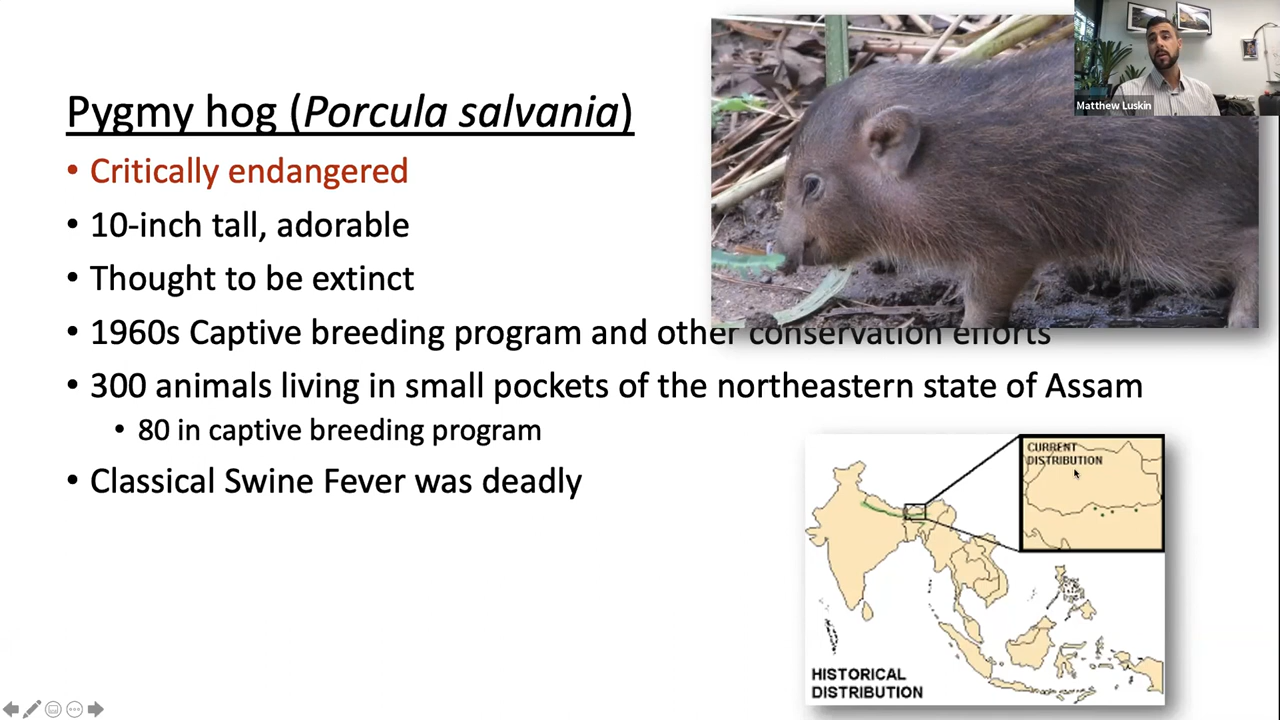 Pygmy hog (Porcula salvania)
• Critically endangered
• 10-inch tall, adorable
• Thought to be extinct
• 1960s Captive breeding program and other conservation efforts
• 300 animals living in small pockets of the northeastern state of Assam
• 80 in captive breeding program
• Classical Swine Fever was deadly
Matthew Luskin
CURRENT
DISTRIBUTION
HISTORICAL
DISTRIBUTION